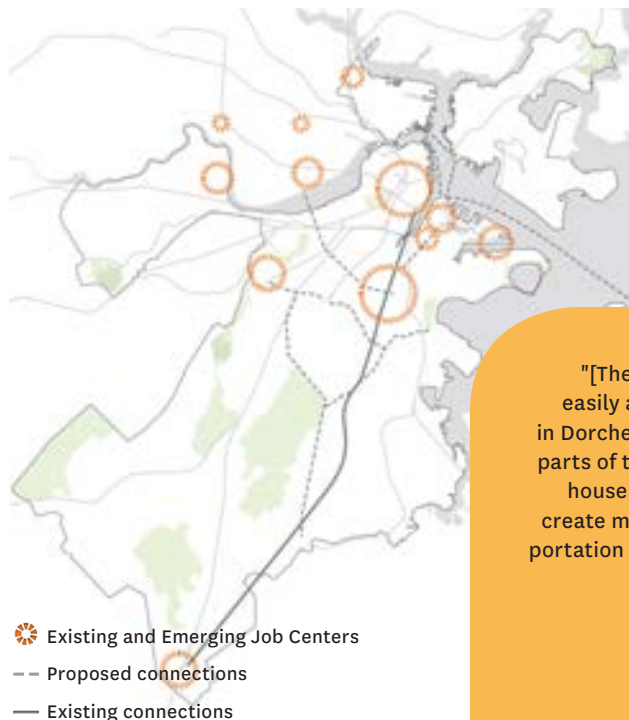 "[The
easily a
in Dorche
parts of t
house
create m
portation
Existing and Emerging Job Centers
Proposed connections
Existing connections